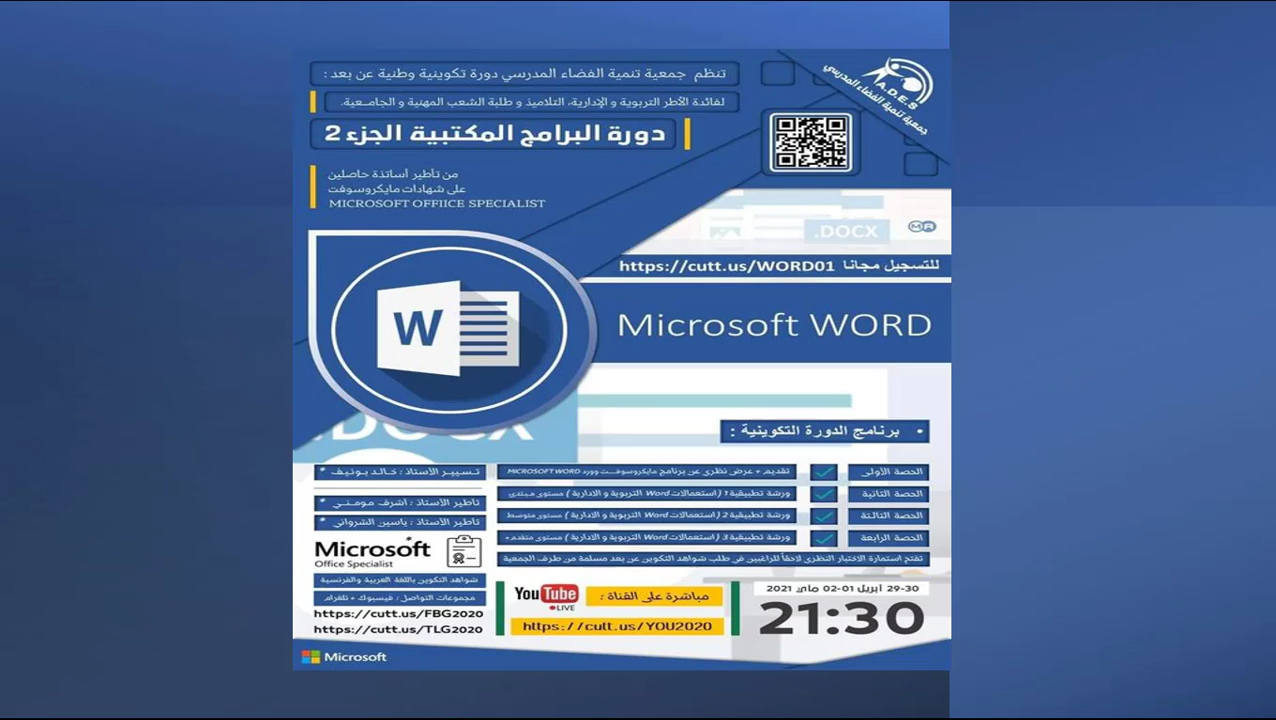 تنظم جمعية تنمية الفضاء المدرسي دورة تكوينية وطنية عن بعد :
لفائدة الأطر التربوية و الإدارية، التلاميذ و طلبة الشعب المهنية و الجامعية.
دورة البرامج المكتبية الجزء 2
A.D.E.S
جمعية تنمية الفضاء المدرسي
من تأطير أساتذة حاصلين
على شهادات مايكروسوفت
MICROSOFT OFFIICE SPECIALIST
.DOCX
للتسجيل مجانا https://cutt.us/WORD01
W
Microsoft WORD
.DOCX
• برنامج الدورة التكوينية :
الحصة الأولى
تقديم + عرض نظري عن برنامج مايكروسوفت وورد MICROSOFT WORD
الحصة الثانية
ورشة تطبيقية 1 ( استعمالات Word التربوية و الادارية ) مستوى مبتدئ
الحصة الثالثة
ورشة تطبيقية 2 ( استعمالات Word التربوية و الادارية ) مستوى متوسط
الحصة الرابعة
ورشة تطبيقية 3 ( استعمالات Word التربوية و الادارية ) مستوى متقدم+
تفتح استمارة الاختبار النظري لاحقاً للراغبين في طلب شواهد التكوين عن بعد مسلمة من طرف الجمعية
تسيير الأستاذ : خالد بونيف *
تأطير الأستاذ : أشرف مومني *
تأطير الأستاذ : ياسين الشرواني *
Microsoft
Office Specialist
شواهد التكوين باللغة العربية والفرنسية
مجموعات التواصل : فيسبوك + تلغرام
https://cutt.us/FBG2020
https://cutt.us/TLG2020
YouTube
LIVE
مباشرة على القناة :
https://cutt.us/YOU2020
29-30 أبريل 01-02 ماي 2021
21:30
Microsoft